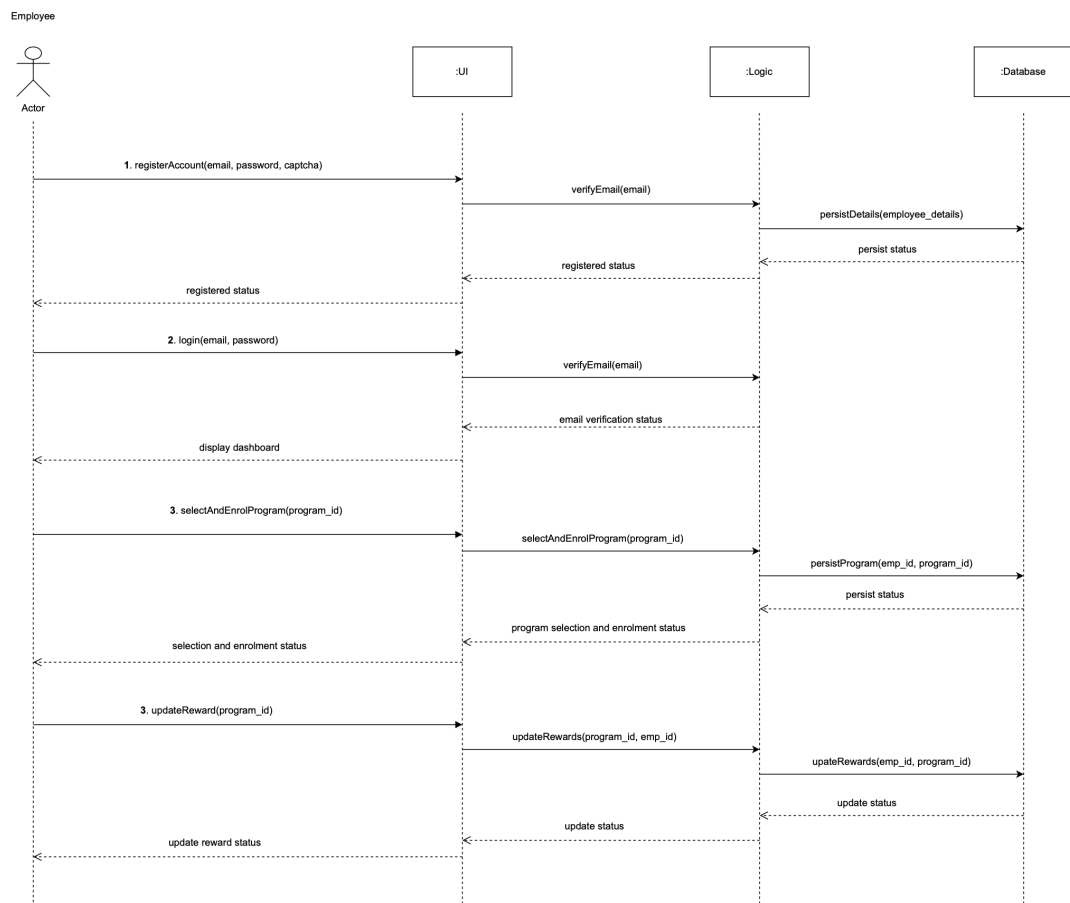 Employee
Actor
:UI
:Logic
:Database
1. registerAccount(email, password, captcha)
verifyEmail(email)
persistDetails(employee_details)
persist status
registered status
registered status
2. login(email, password)
verifyEmail(email)
email verification status
display dashboard
3. selectAndEnrolProgram(program_id)
selectAndEnrolProgram(program_id)
persistProgram(emp_id, program_id)
persist status
program selection and enrolment status
selection and enrolment status
3. updateReward(program_id)
updateRewards(program_id, emp_id)
upateRewards(emp_id, program_id)
update status
update status
update reward status